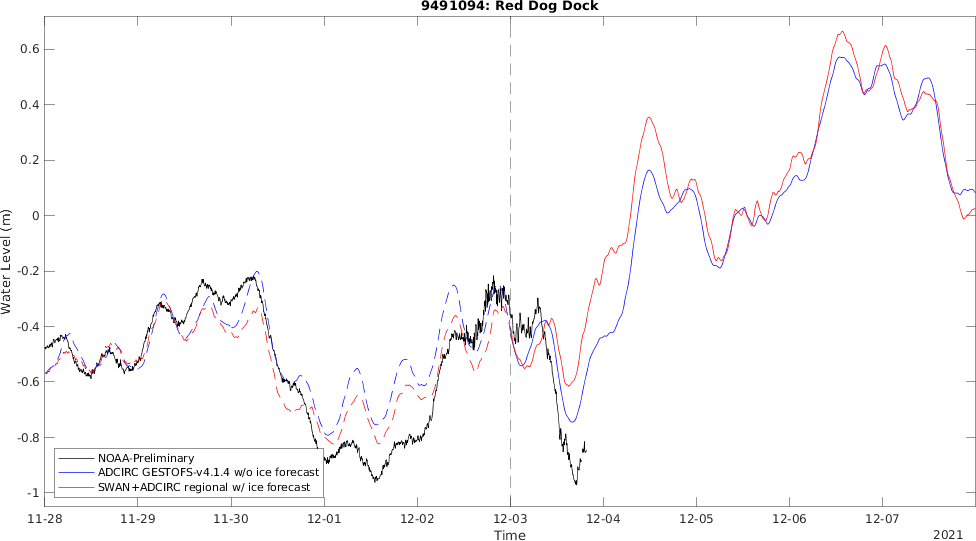 9491094: Red Dog Dock
Water Level (m)
0.6
0.4
0.2
0
-0.2
-0.4
-0.6
-0.8
-1
NOAA-Preliminary
ADCIRC GESTOFS-v4.1.4 w/o ice forecast
SWAN+ADCIRC regional w/ ice forecast
11-28 11-29 11-30 12-01 12-02 12-03 12-04 12-05 12-06 12-07
Time
2021